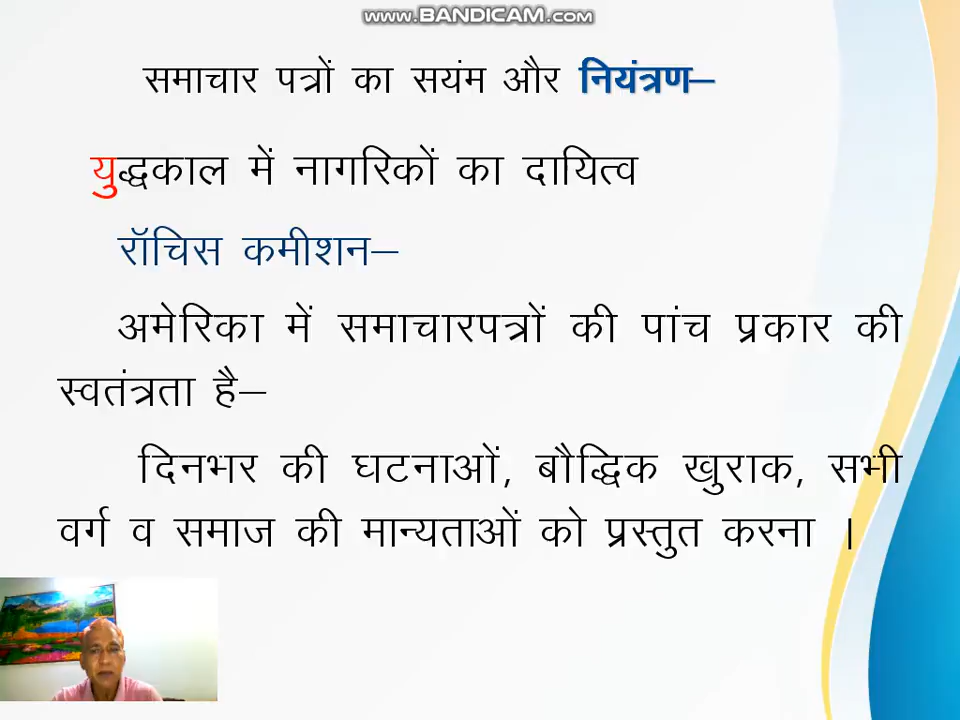 www.BANDICAM.com
समाचार पत्रों का सयंम और नियंत्रण–
युद्धकाल में नागरिकों का दायित्व
रॉचिस कमीशन–
अमेरिका में समाचारपत्रों की पांच प्रकार की
स्वतंत्रता है–
दिनभर की घटनाओं, बौद्धिक खुराक, सभी
वर्ग व समाज की मान्यताओं को प्रस्तुत करना ।